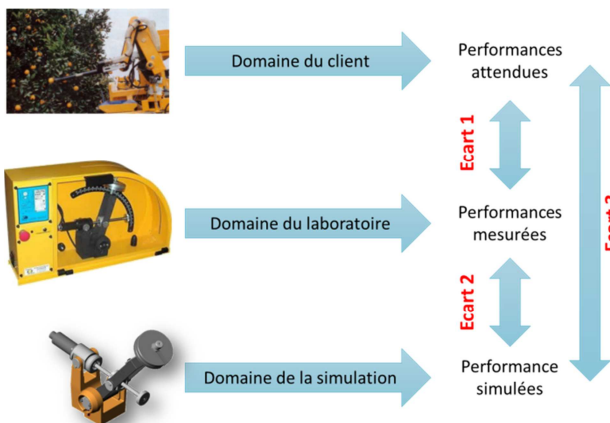 Domaine du client
Performances
attendues
Ecart 1
Domaine du laboratoire
Performances
mesurées
Ecart 2
Domaine de la simulation
Performance
simulées